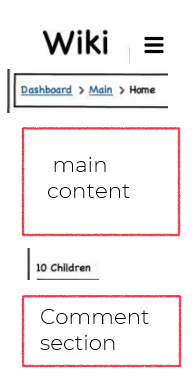 Wiki
Dashboard > Main > Home
main
content
10 Children
Comment
section